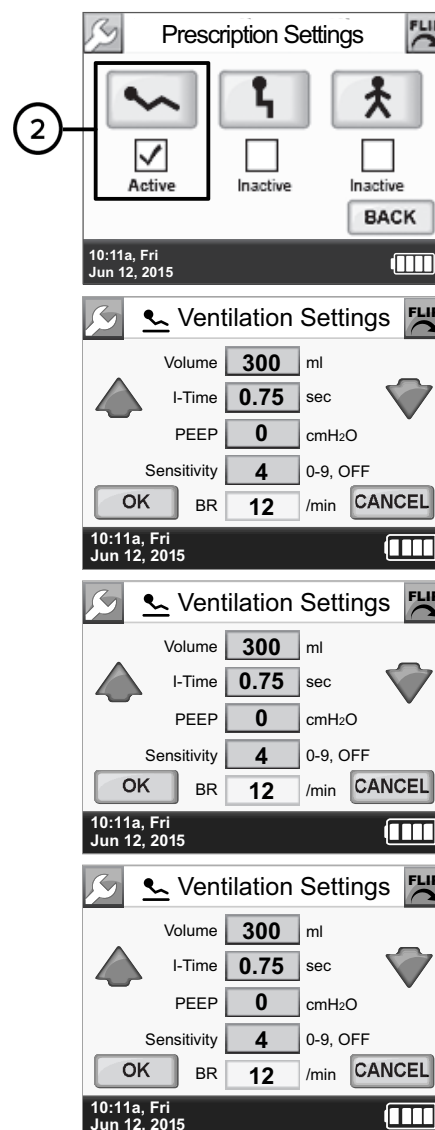 Prescription Settings
2
Active Inactive Inactive
BACK
10:11a, Fri
Jun 12, 2015
Ventilation Settings
Volume 300 ml
I-Time 0.75 sec
PEEP 0 cmH2O
Sensitivity 4 0-9, OFF
OK BR 12 /min CANCEL
10:11a, Fri
Jun 12, 2015
Ventilation Settings
Volume 300 ml
I-Time 0.75 sec
PEEP 0 cmH2O
Sensitivity 4 0-9, OFF
OK BR 12 /min CANCEL
10:11a, Fri
Jun 12, 2015
Ventilation Settings
Volume 300 ml
I-Time 0.75 sec
PEEP 0 cmH2O
Sensitivity 4 0-9, OFF
OK BR 12 /min CANCEL
10:11a, Fri
Jun 12, 2015